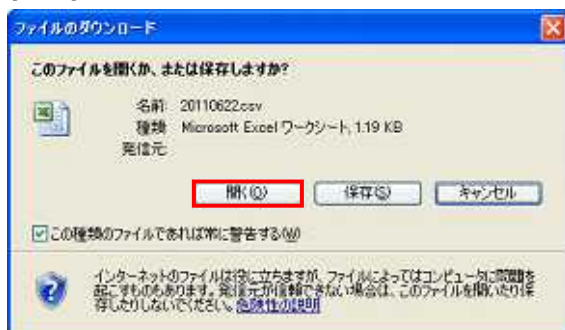 ファイルのダウンロード
このファイルを開くか、または保存しますか?
名前: 20110622.csv
種類: Microsoft Excel ワークシート, 1.19 KB
発信元:
開く(O)
保存(S)
キャンセル
この種類のファイルであれば常に警告する(W)
インターネットのファイルは役に立ちますが、ファイルによってはコンピュータに問題を
起こすものもあります。発信元が信頼できない場合は、このファイルを開いたり保
存したりしないでください。危険性の説明